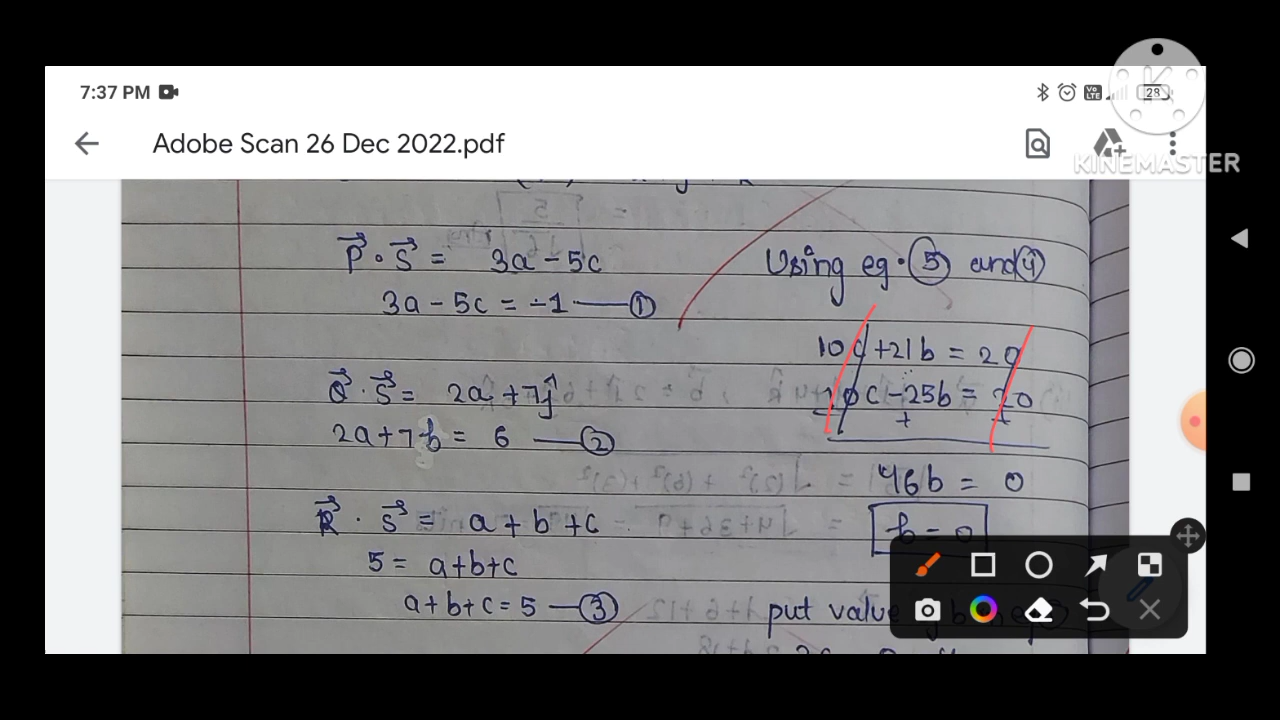 7:37 PM
28
Adobe Scan 26 Dec 2022.pdf
KINEMASTER
P⃗ · S⃗ = 3a - 5c
3a - 5c = -1 — ①
Q⃗ · S⃗ = 2a + 7ĵ
2a + 7b = 6 — ②
R⃗ · S⃗ = a + b + c
5 = a+b+c
a+b+c = 5 — ③
Using eq. ⑤ and ④
10c + 21b = 20
10c - 25b = 20
+
46b = 0
b = 0
put value